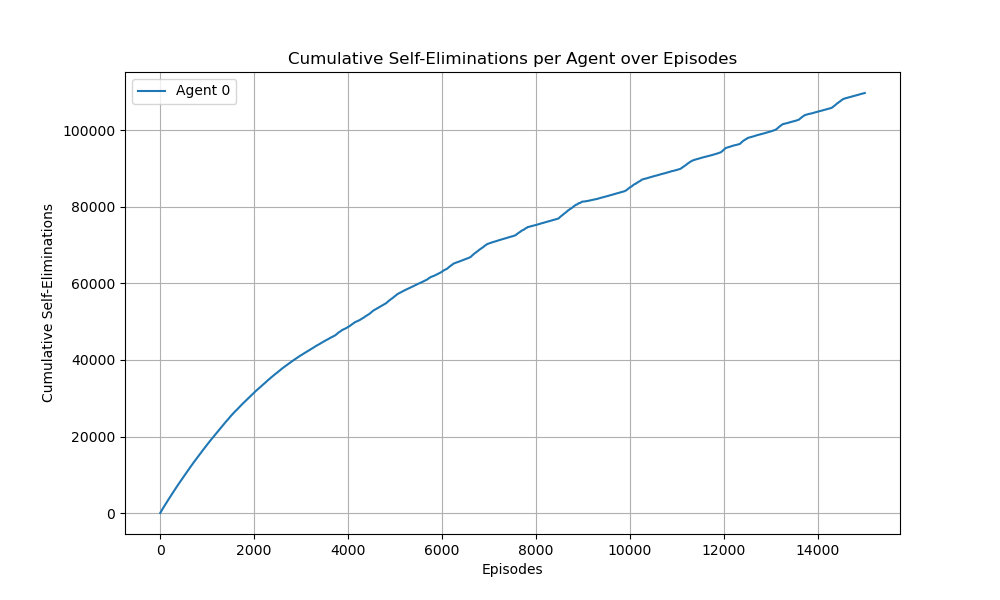 Cumulative Self-Eliminations per Agent over Episodes
Agent 0
100000
80000
60000
40000
20000
0
Cumulative Self-Eliminations
0 2000 4000 6000 8000 10000 12000 14000
Episodes